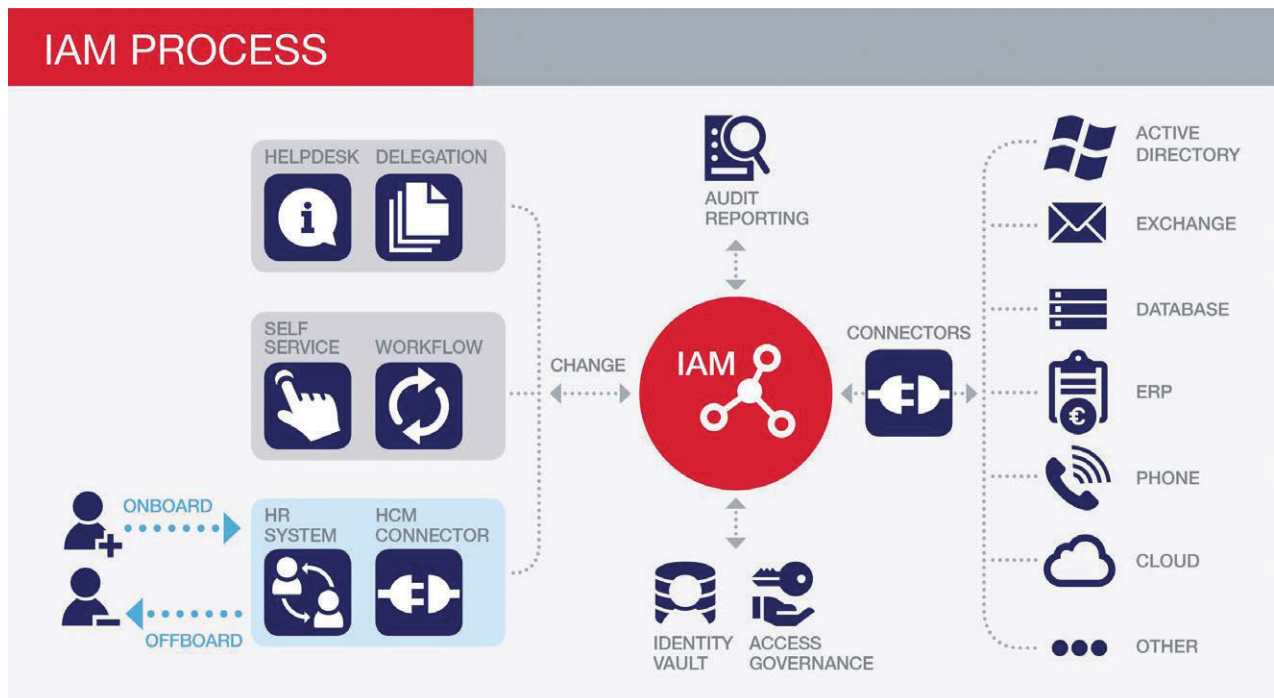 IAM PROCESS
HELPDESK
DELEGATION
SELF
SERVICE
WORKFLOW
ONBOARD
OFFBOARD
HR
SYSTEM
HCM
CONNECTOR
CHANGE
AUDIT
REPORTING
IAM
IDENTITY
VAULT
ACCESS
GOVERNANCE
CONNECTORS
ACTIVE
DIRECTORY
EXCHANGE
DATABASE
ERP
€
PHONE
CLOUD
OTHER